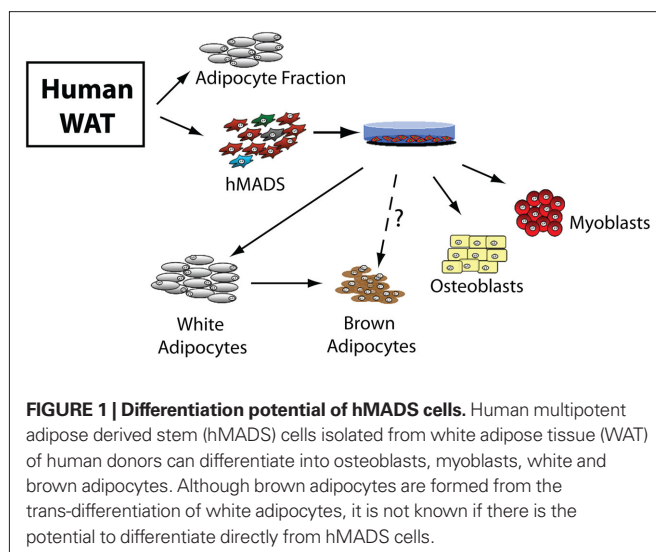 Adipocyte Fraction
Human
WAT
hMADS
?
Myoblasts
Osteoblasts
White
Adipocytes
Brown
Adipocytes
FIGURE 1 | Differentiation potential of hMADS cells. Human multipotent
adipose derived stem (hMADS) cells isolated from white adipose tissue (WAT)
of human donors can differentiate into osteoblasts, myoblasts, white and
brown adipocytes. Although brown adipocytes are formed from the
trans-differentiation of white adipocytes, it is not known if there is the
potential to differentiate directly from hMADS cells.